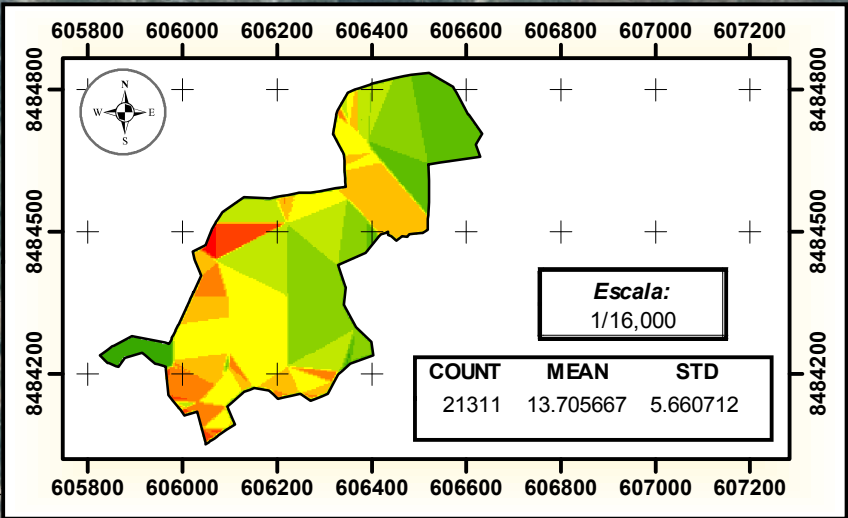 605800 606000 606200 606400 606600 606800 607000 607200
8484800 8484800
N
W E
S
8484500 8484500
Escala:
1/16,000
8484200 8484200
COUNT MEAN STD
21311 13.705667 5.660712
605800 606000 606200 606400 606600 606800 607000 607200